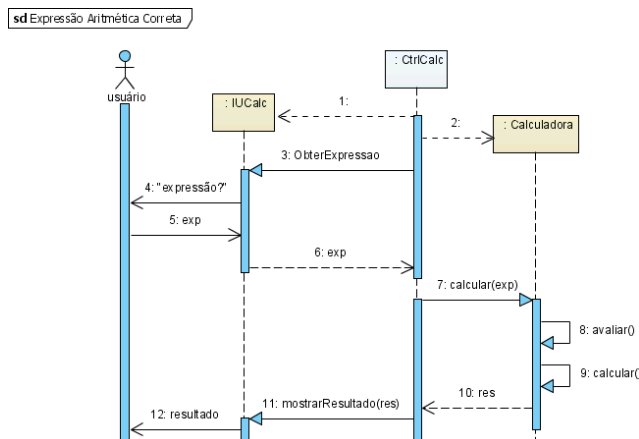 sd Expressão Aritmética Correta
usuário
: IUCalc
: CtrlCalc
: Calculadora
1:
2:
3: ObterExpressao
4: "expressão?"
5: exp
6: exp
7: calcular(exp)
8: avaliar()
9: calcular(
10: res
11: mostrarResultado(res)
12: resultado